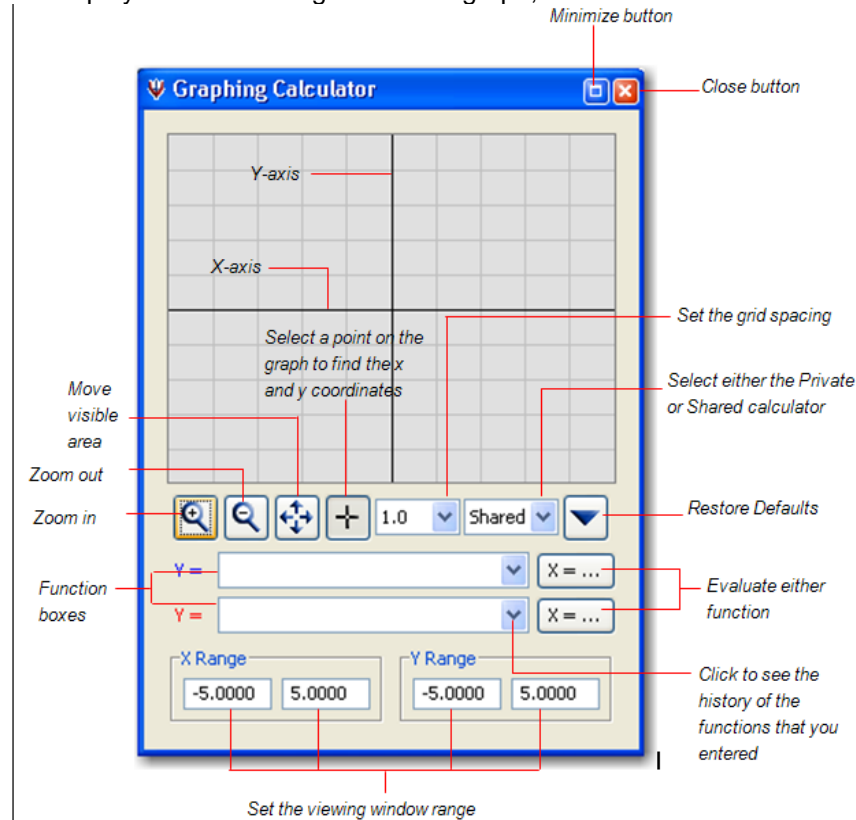 Minimize button
Graphing Calculator
Close button
Y-axis
X-axis
Select a point on the
graph to find the x
and y coordinates
Set the grid spacing
Select either the Private
or Shared calculator
Move
visible
area
Zoom out
Zoom in
1.0
Shared
Restore Defaults
Function
boxes
Y =
X = ...
Y =
X = ...
Evaluate either
function
X Range
-5.0000
5.0000
Y Range
-5.0000
5.0000
Click to see the
history of the
functions that you
entered
Set the viewing window range